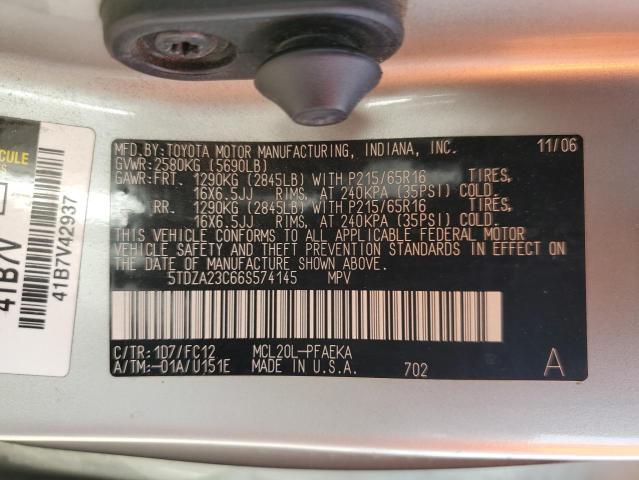 MFD.BY:TOYOTA MOTOR MANUFACTURING, INDIANA, INC. 11/06
GVWR:2580KG (5690LB)
GAWR:FRT. 1290KG (2845LB) WITH P215/65R16 TIRES,
16X6.5JJ RIMS, AT 240KPA (35PSI) COLD.
RR. 1290KG (2845LB) WITH P215/65R16 TIRES,
16X6.5JJ RIMS, AT 240KPA (35PSI) COLD.
THIS VEHICLE CONFORMS TO ALL APPLICABLE FEDERAL MOTOR
VEHICLE SAFETY AND THEFT PREVENTION STANDARDS IN EFFECT ON
THE DATE OF MANUFACTURE SHOWN ABOVE.
5TDZA23C66S574145 MPV
C/TR:1D7/FC12 MCL20L-PFAEKA
A/TM:-01A/U151E MADE IN U.S.A. 702 A
41B7V
41B7V42937